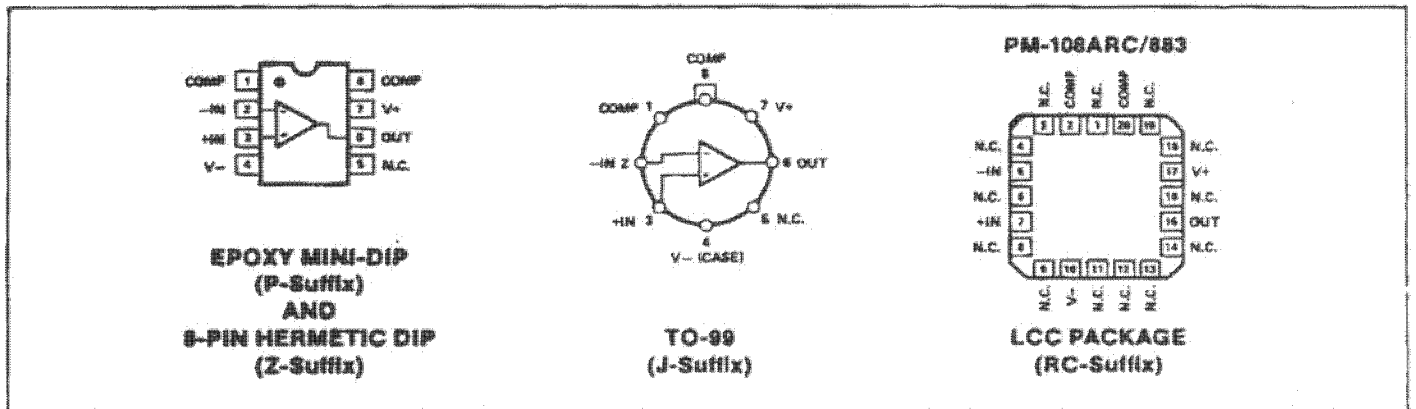 PM-108ARC/883
COMP 1 8 COMP
-IN 2 7 V+
+IN 3 6 OUT
V- 4 5 N.C.
EPOXY MINI-DIP
(P-Suffix)
AND
8-PIN HERMETIC DIP
(Z-Suffix)
COMP
8
COMP 1
7 V+
-IN 2
6 OUT
+IN 3
5 N.C.
4
V- (CASE)
TO-99
(J-Suffix)
N.C. COMP N.C. COMP N.C.
3 2 1 20 19
N.C. 4 18 N.C.
-IN 5 17 V+
N.C. 6 16 N.C.
+IN 7 15 OUT
N.C. 8 14 N.C.
9 10 11 12 13
N.C. V+ N.C. N.C. N.C.
LCC PACKAGE
(RC-Suffix)